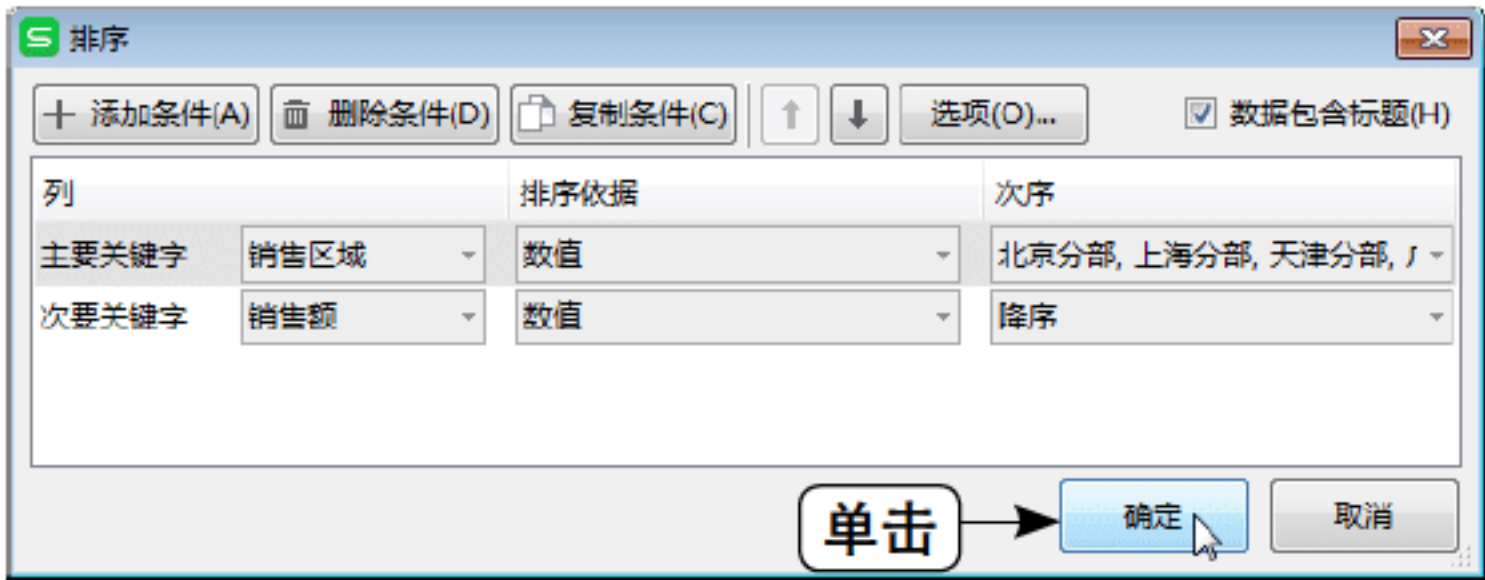 排序
添加条件(A) 删除条件(D) 复制条件(C) 选项(O)... 数据包含标题(H)
列 排序依据 次序
主要关键字 销售区域 数值 北京分部, 上海分部, 天津分部,
次要关键字 销售额 数值 降序
单击 确定 取消